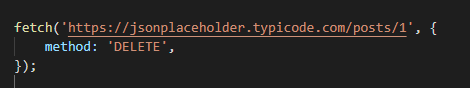 fetch('https://jsonplaceholder.typicode.com/posts/1', {
    method: 'DELETE',
});